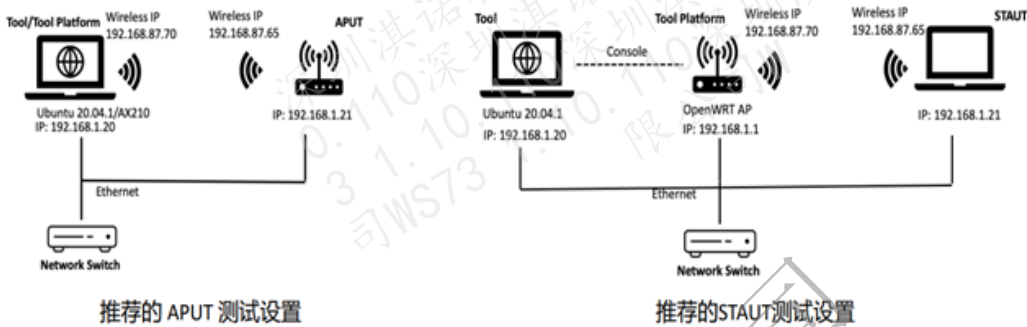 Tool/Tool Platform
Wireless IP
192.168.87.70
Wireless IP
192.168.87.65
APUT
Ubuntu 20.04.1/AX210
IP: 192.168.1.20
IP: 192.168.1.21
Ethernet
Network Switch
推荐的 APUT 测试设置
Tool
Console
Tool Platform
Wireless IP
192.168.87.70
Wireless IP
192.168.87.65
STAUT
Ubuntu 20.04.1
IP: 192.168.1.20
OpenWRT AP
IP: 192.168.1.1
IP: 192.168.1.21
Ethernet
Network Switch
推荐的STAUT测试设置